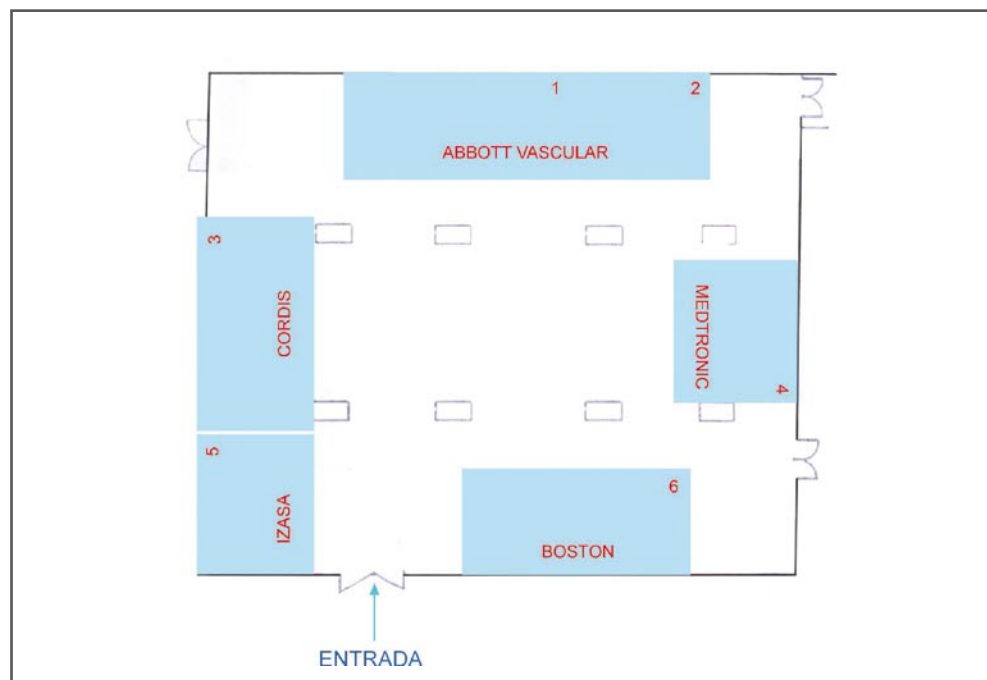 1
2
ABBOTT VASCULAR
3
CORDIS
MEDTRONIC
4
5
IZASA
6
BOSTON
ENTRADA